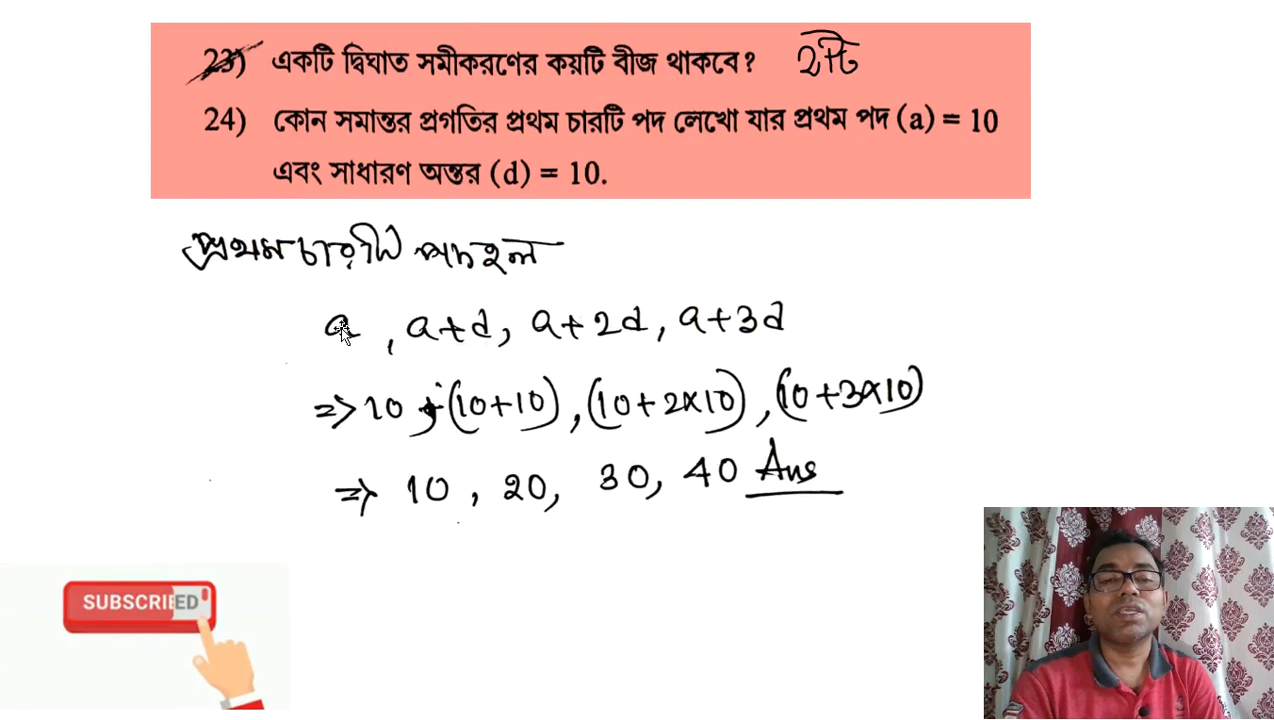 23) একটি দ্বিঘাত সমীকরণের কয়টি বীজ থাকবে? 2টি
24) কোন সমান্তর প্রগতির প্রথম চারটি পদ লেখো যার প্রথম পদ (a) = 10
এবং সাধারণ অন্তর (d) = 10.
প্রথম চারটি পদ হল
a, a+d, a+2d, a+3d
=> 10, (10+10), (10+2×10), (10+3×10)
=> 10, 20, 30, 40 Ans
SUBSCRIBED